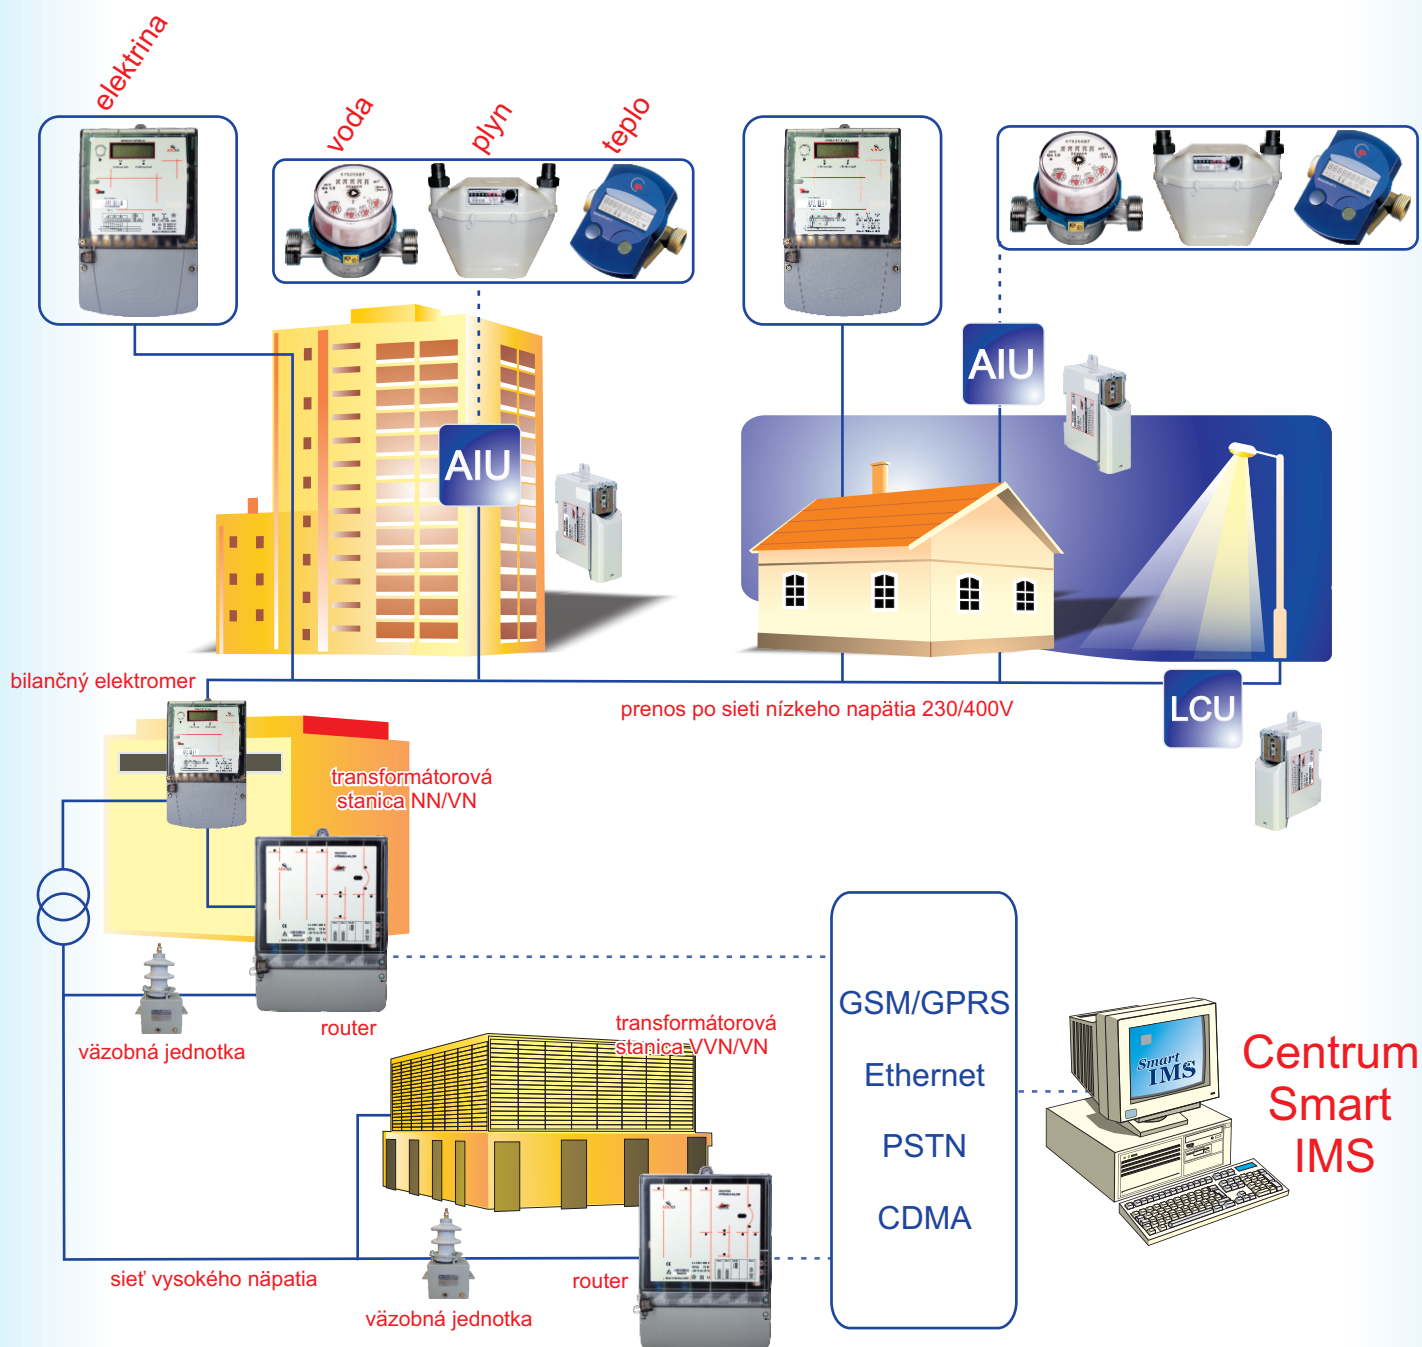 elektrina
voda
plyn
teplo
AIU
AIU
bilančný elektromer
prenos po sieti nízkeho napätia 230/400V
LCU
transformátorová
stanica NN/VN
router
väzobná jednotka
transformátorová
stanica VVN/VN
GSM/GPRS
Ethernet
PSTN
CDMA
Smart
IMS
Centrum
Smart
IMS
sieť vysokého näpatia
router
väzobná jednotka